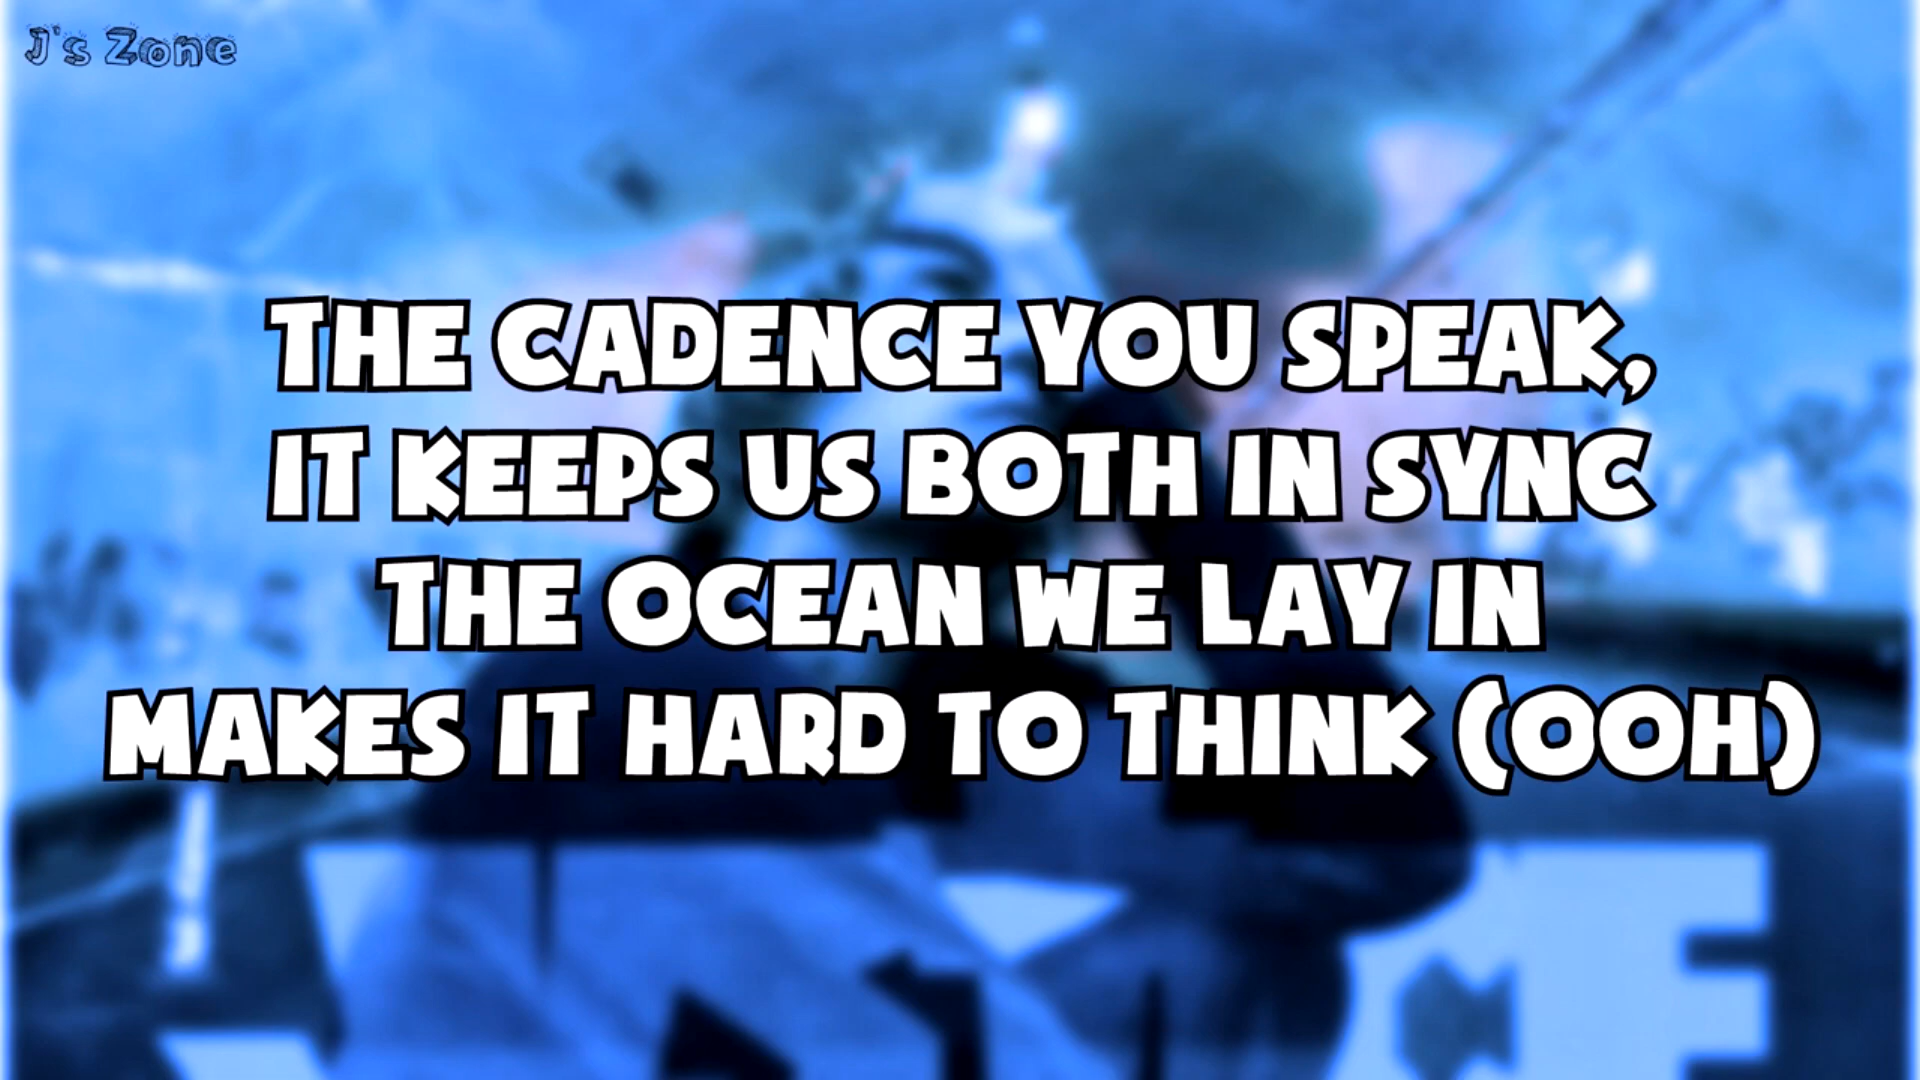 J's Zone
THE CADENCE YOU SPEAK,
IT KEEPS US BOTH IN SYNC
THE OCEAN WE LAY IN
MAKES IT HARD TO THINK (OOH)